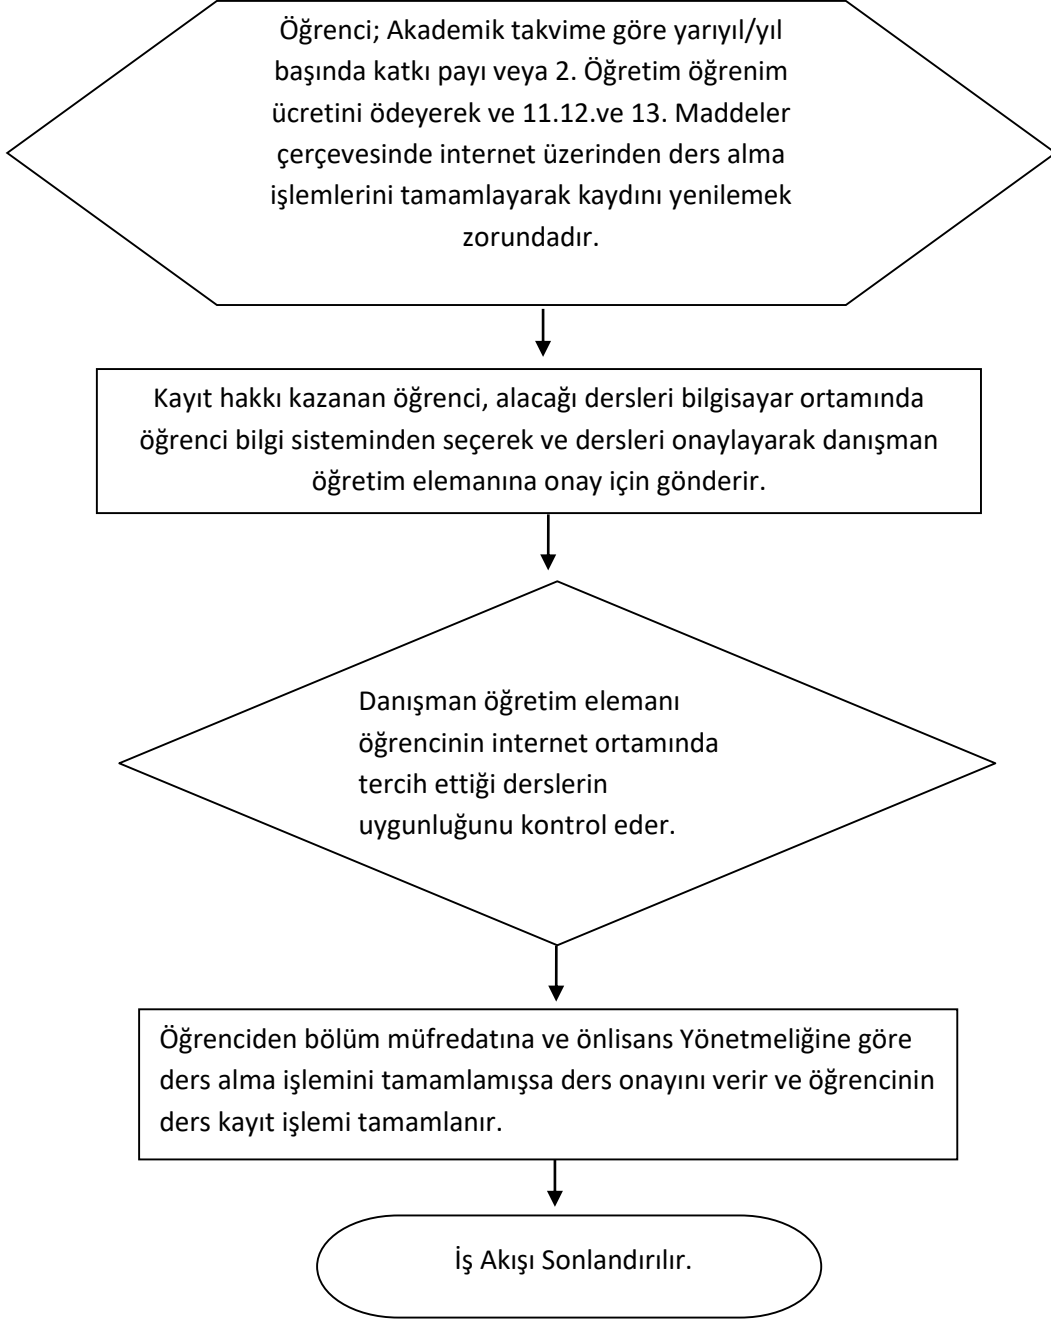 Öğrenci; Akademik takvime göre yarıyıl/yıl
başında katkı payı veya 2. Öğretim öğrenim
ücretini ödeyerek ve 11.12.ve 13. Maddeler
çerçevesinde internet üzerinden ders alma
işlemlerini tamamlayarak kaydını yenilemek
zorundadır.
Kayıt hakkı kazanan öğrenci, alacağı dersleri bilgisayar ortamında
öğrenci bilgi sisteminden seçerek ve dersleri onaylayarak danışman
öğretim elemanına onay için gönderir.
Danışman öğretim elemanı
öğrencinin internet ortamında
tercih ettiği derslerin
uygunluğunu kontrol eder.
Öğrenciden bölüm müfredatına ve önlisans Yönetmeliğine göre
ders alma işlemini tamamlamışsa ders onayını verir ve öğrencinin
ders kayıt işlemi tamamlanır.
İş Akışı Sonlandırılır.